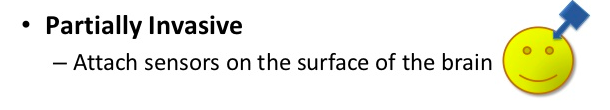 • Partially Invasive
– Attach sensors on the surface of the brain